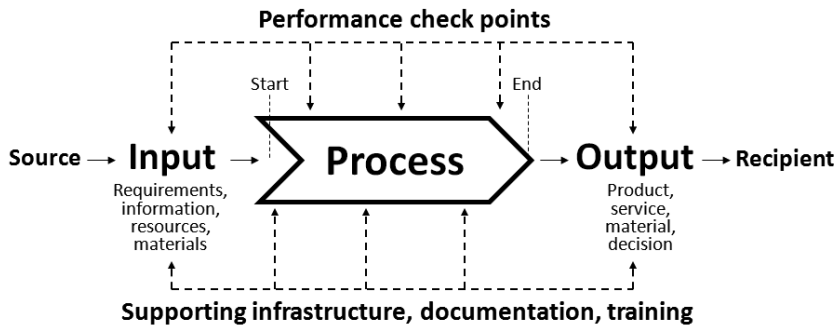 Performance check points
Start
End
Source
Input
Process
Output
Recipient
Requirements,
information,
resources,
materials
Product,
service,
material,
decision
Supporting infrastructure, documentation, training